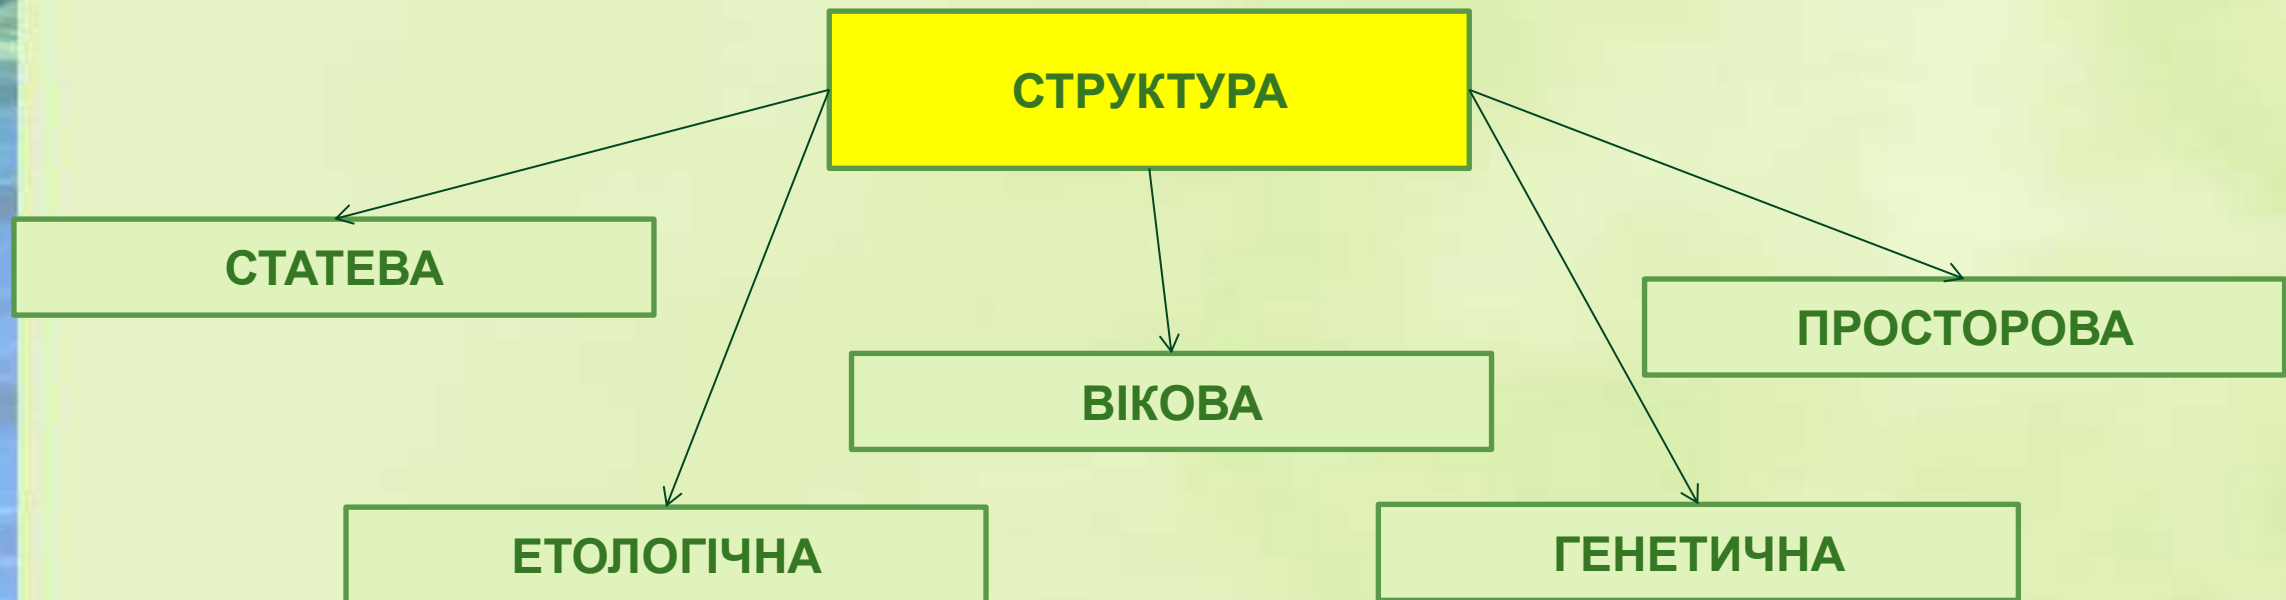 СТРУКТУРА
СТАТЕВА
ПРОСТОРОВА
ВІКОВА
ЕТОЛОГІЧНА
ГЕНЕТИЧНА